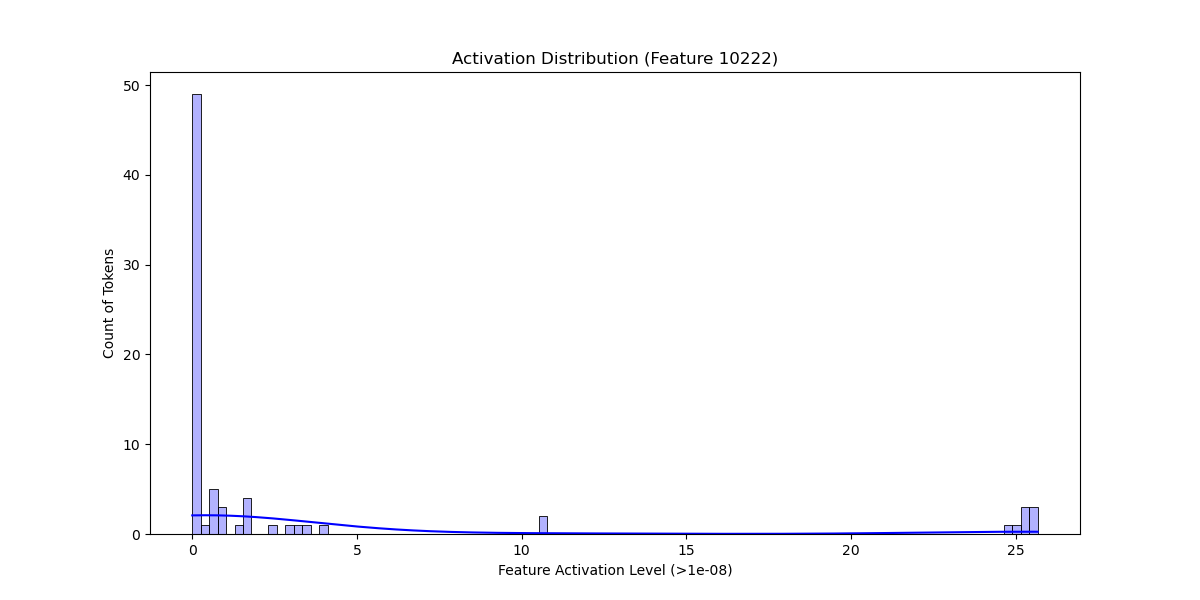 Activation Distribution (Feature 10222)
50
40
30
20
10
0
Count of Tokens
0 5 10 15 20 25
Feature Activation Level (>1e-08)